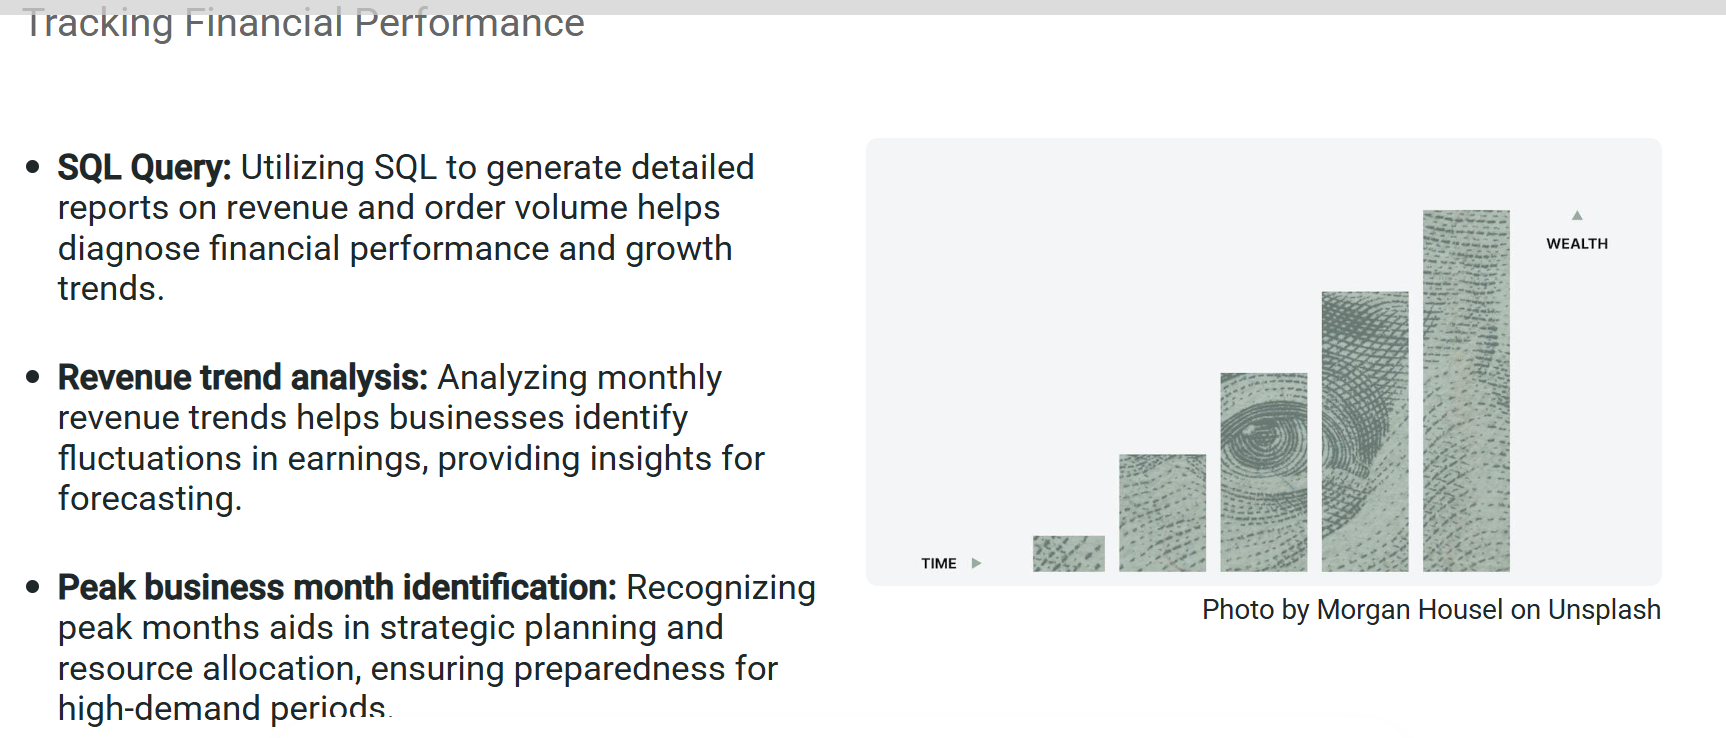 Tracking Financial Performance
• SQL Query: Utilizing SQL to generate detailed
reports on revenue and order volume helps
diagnose financial performance and growth
trends.
• Revenue trend analysis: Analyzing monthly
revenue trends helps businesses identify
fluctuations in earnings, providing insights for
forecasting.
• Peak business month identification: Recognizing
peak months aids in strategic planning and
resource allocation, ensuring preparedness for
high-demand periods.
WEALTH
TIME
Photo by Morgan Housel on Unsplash